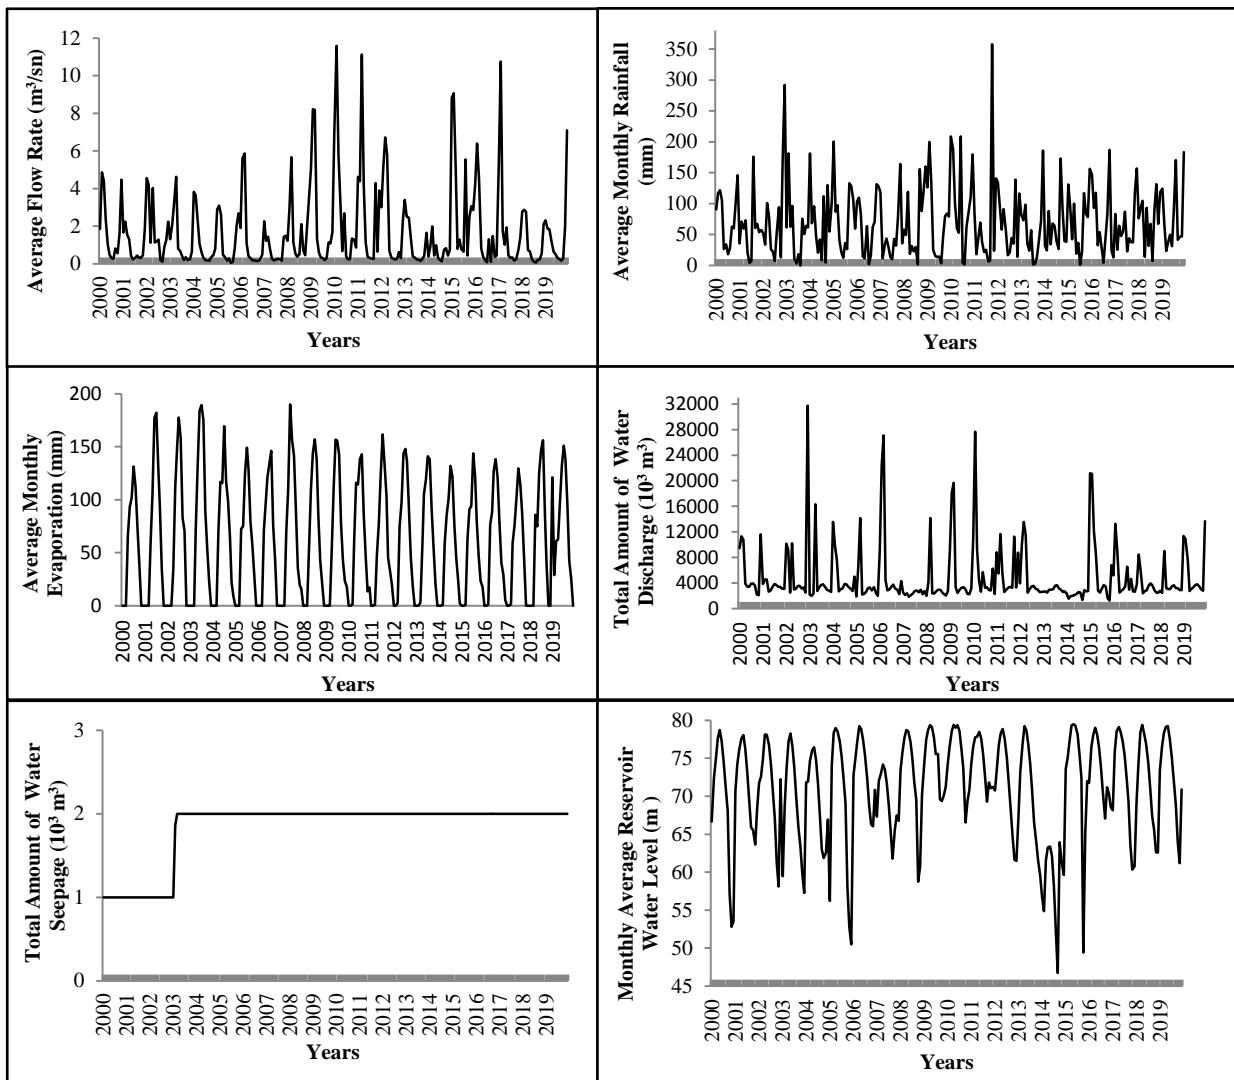 Average Flow Rate (m³/sn)
12
10
8
6
4
2
0
2000 2001 2002 2003 2004 2005 2006 2007 2008 2009 2010 2011 2012 2013 2014 2015 2016 2017 2018 2019
Years
Average Monthly Rainfall
(mm)
350
300
250
200
150
100
50
0
2000 2001 2002 2003 2004 2005 2006 2007 2008 2009 2010 2011 2012 2013 2014 2015 2016 2017 2018 2019
Years
Average Monthly
Evaporation (mm)
200
150
100
50
0
2000 2001 2002 2003 2004 2005 2006 2007 2008 2009 2010 2011 2012 2013 2014 2015 2016 2017 2018 2019
Years
Total Amount of Water
Discharge (10³ m³)
32000
28000
24000
20000
16000
12000
8000
4000
0
2000 2001 2002 2003 2004 2005 2006 2007 2008 2009 2010 2011 2012 2013 2014 2015 2016 2017 2018 2019
Years
Total Amount of Water
Seepage (10³ m³)
3
2
1
0
2000 2001 2002 2003 2004 2005 2006 2007 2008 2009 2010 2011 2012 2013 2014 2015 2016 2017 2018 2019
Years
Monthly Average Reservoir
Water Level (m )
80
75
70
65
60
55
50
45
2000 2001 2002 2003 2004 2005 2006 2007 2008 2009 2010 2011 2012 2013 2014 2015 2016 2017 2018 2019
Years